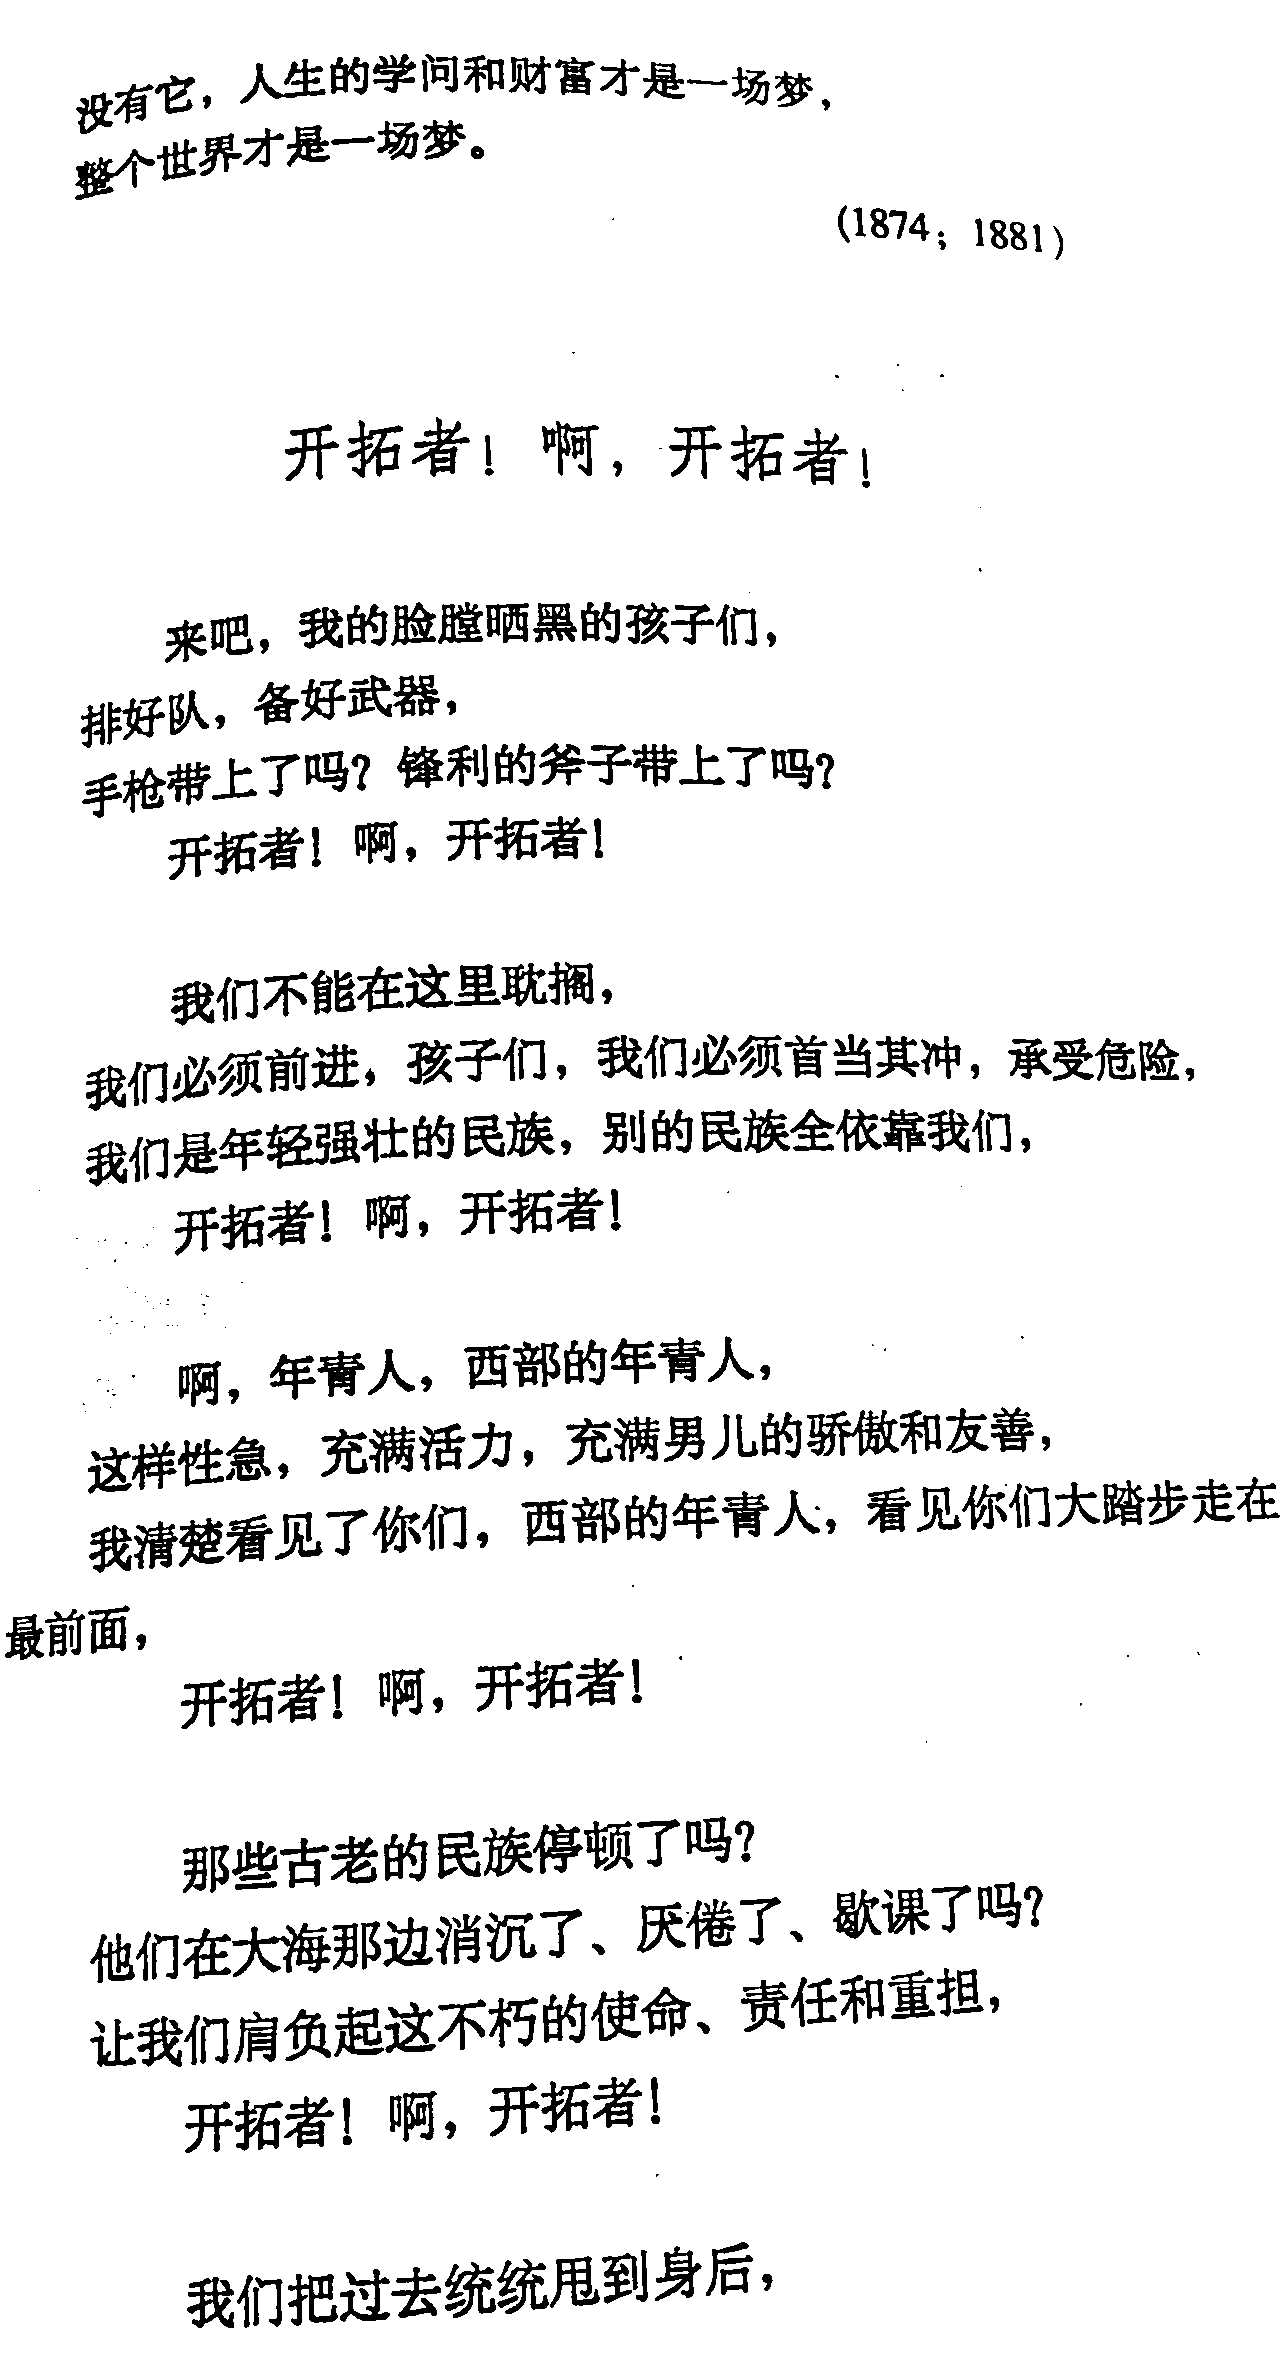 没有它，人生的学问和财富才是一场梦，
整个世界才是一场梦。
(1874；1881)
开拓者！啊，开拓者！
来吧，我的脸膛晒黑的孩子们，
排好队，备好武器，
手枪带上了吗？锋利的斧子带上了吗？
开拓者！啊，开拓者！
我们不能在这里耽搁，
我们必须前进，孩子们，我们必须首当其冲，承受危险，
我们是年轻强壮的民族，别的民族全依靠我们，
开拓者！啊，开拓者！
啊，年青人，西部的年青人，
这样性急，充满活力，充满男儿的骄傲和友善，
我清楚看见了你们，西部的年青人，看见你们大踏步走在
最前面，
开拓者！啊，开拓者！
那些古老的民族停顿了吗？
他们在大海那边消沉了、厌倦了、歇课了吗？
让我们肩负起这不朽的使命、责任和重担，
开拓者！啊，开拓者！
我们把过去统统甩到身后，